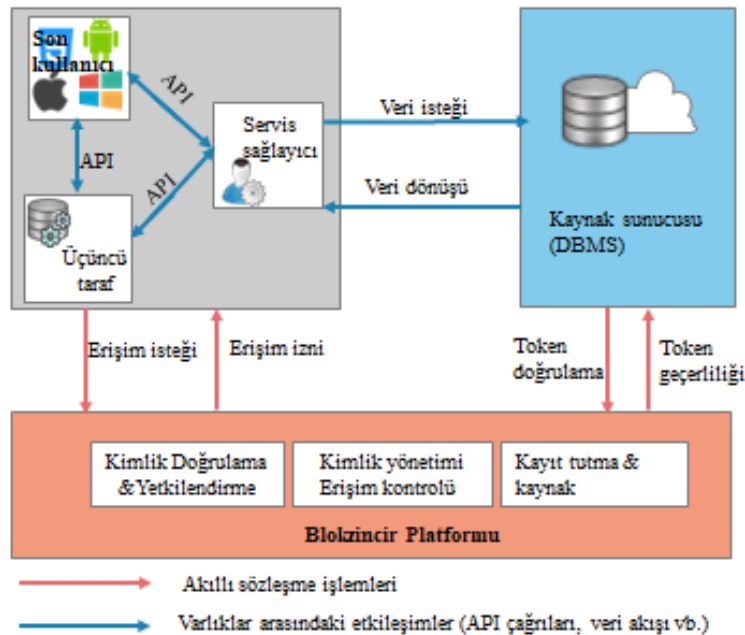 Son
kullanıcı
API
API
API
Servis
sağlayıcı
Üçüncü
taraf
Veri isteği
Veri dönüşü
Kaynak sunucusu
(DBMS)
Erişim isteği
Erişim izni
Token
doğrulama
Token
geçerliliği
Kimlik Doğrulama
&Yetkilendirme
Kimlik yönetimi
Erişim kontrolü
Kayıt tutma &
kaynak
Blokzincir Platformu
Akıllı sözleşme işlemleri
Varlıklar arasındaki etkileşimler (API çağrıları, veri akışı vb.)